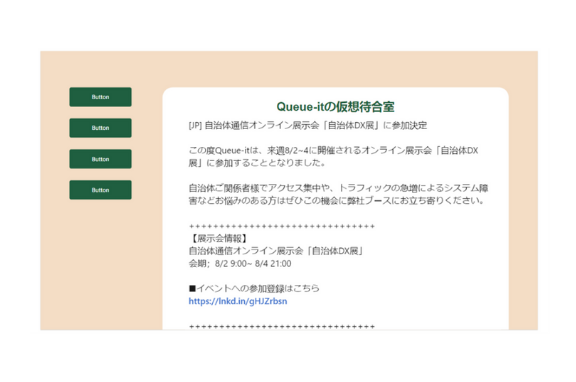 Button
Button
Button
Button
Queue-itの仮想待合室
[JP] 自治体通信オンライン展示会「自治体DX展」に参加決定
この度Queue-itは、来週8/2~4に開催されるオンライン展示会「自治体DX
展」に参加することとなりました。
自治体ご関係者様でアクセス集中や、トラフィックの急増によるシステム障
害などお悩みのある方はぜひこの機会に弊社ブースにお立ち寄りください。
+++++++++++++++++++++++++++++++
【展示会情報】
自治体通信オンライン展示会「自治体DX展」
会期; 8/2 9:00~ 8/4 21:00
■イベントへの参加登録はこちら
https://lnkd.in/gHJZrbsn
+++++++++++++++++++++++++++++++